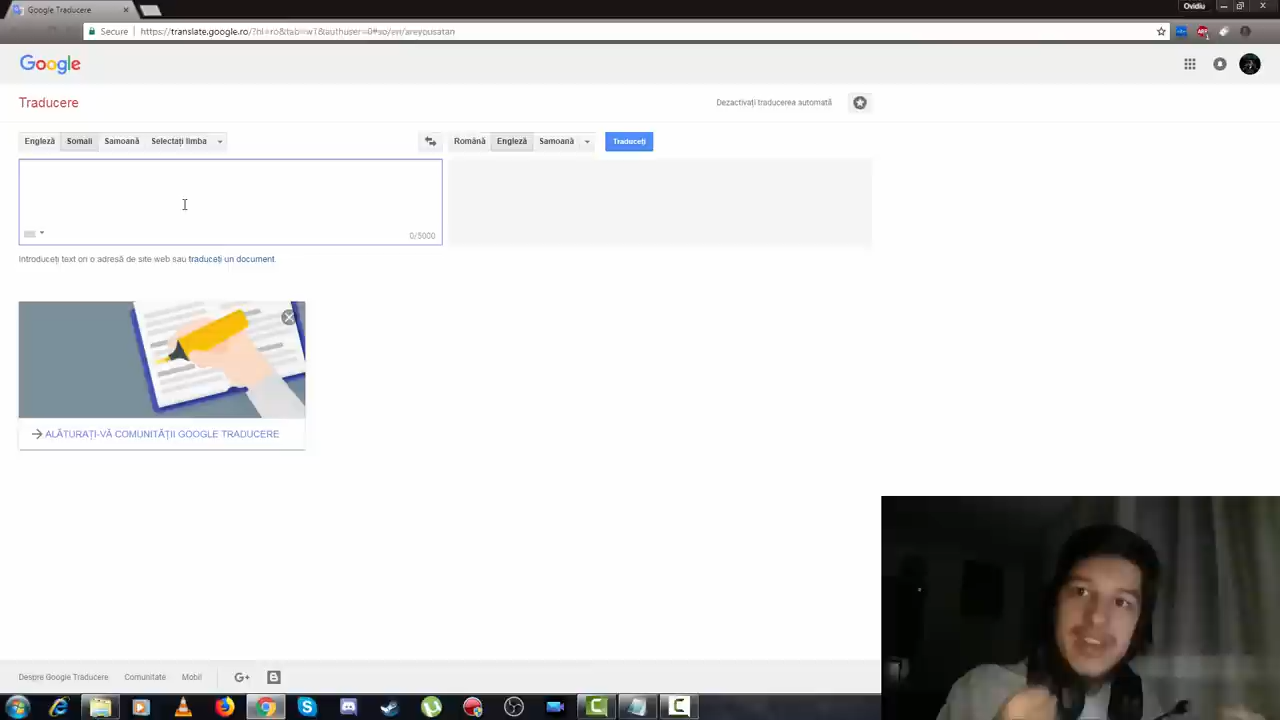 Google Traducere
Ovidiu
Secure
https://translate.google.ro/?hl=ro&tab=wT&authuser=0#so/en/areyousatan
Google
Traducere
Dezactivați traducerea automată
Engleză Somali Samoană Selectați limba
Română Engleză Samoană
Traduceți
0/5000
Introduceți text ori o adresă de site web sau traduceți un document.
ALĂTURAȚI-VĂ COMUNITĂȚII GOOGLE TRADUCERE
Despre Google Traducere Comunitate Mobil G+